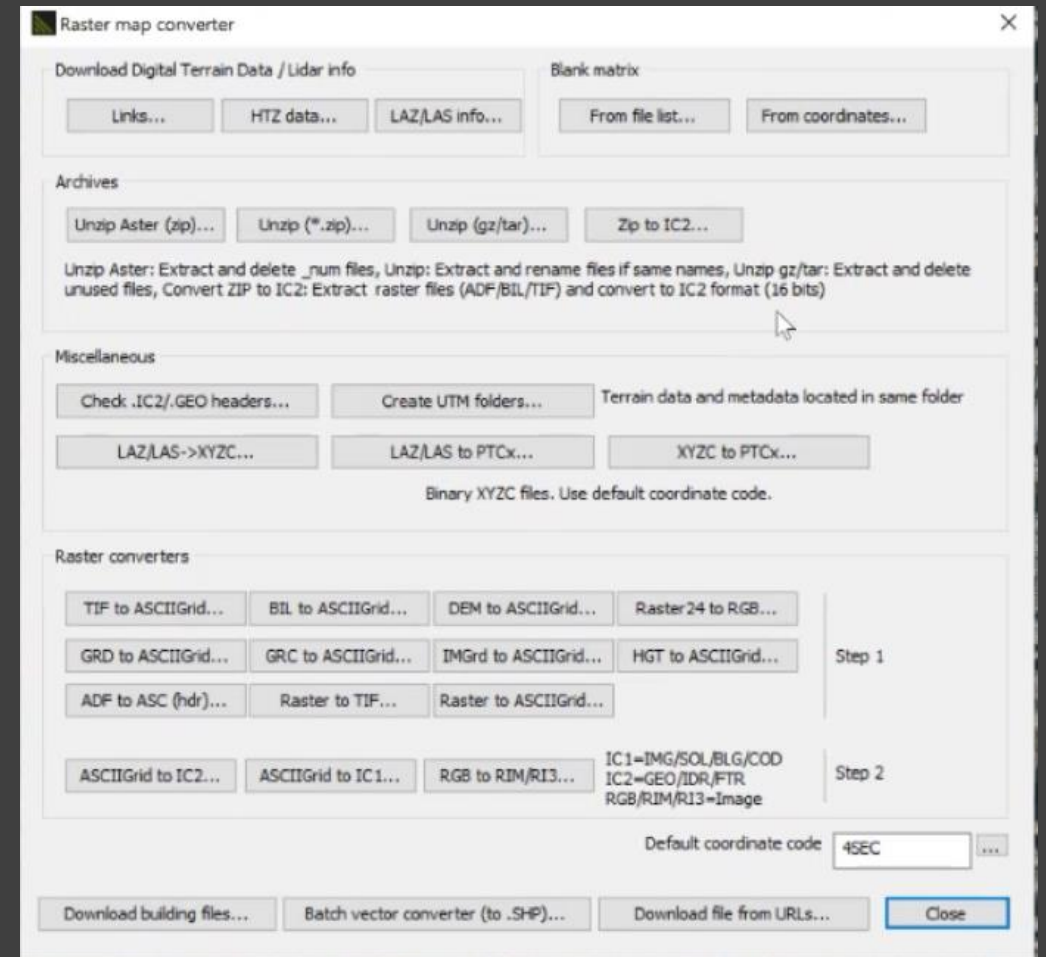 Raster map converter
Download Digital Terrain Data / Lidar info
Blank matrix
Links...
HTZ data...
LAZ/LAS info...
From file list...
From coordinates...
Archives
Unzip Aster (zip)...
Unzip (*.zip)...
Unzip (gz/tar)...
Zip to IC2...
Unzip Aster: Extract and delete _num files, Unzip: Extract and rename files if same names, Unzip gz/tar: Extract and delete
unused files, Convert ZIP to IC2: Extract raster files (ADF/BIL/TIF) and convert to IC2 format (16 bits)
Miscellaneous
Check .IC2/.GEO headers...
Create UTM folders...
Terrain data and metadata located in same folder
LAZ/LAS->XYZC...
LAZ/LAS to PTCx...
XYZC to PTCx...
Binary XYZC files. Use default coordinate code.
Raster converters
TIF to ASCIIGrid...
BIL to ASCIIGrid...
DEM to ASCIIGrid...
Raster24 to RGB...
GRD to ASCIIGrid...
GRC to ASCIIGrid...
IMGrd to ASCIIGrid...
HGT to ASCIIGrid...
Step 1
ADF to ASC (hdr)...
Raster to TIF...
Raster to ASCIIGrid...
ASCIIGrid to IC2...
ASCIIGrid to IC1...
RGB to RIM/RI3...
IC1=IMG/SOL/BLG/COD
IC2=GEO/IDR/FTR
RGB/RIM/RI3=Image
Step 2
Default coordinate code
4SEC
...
Download building files...
Batch vector converter (to .SHP)...
Download file from URLs...
Close